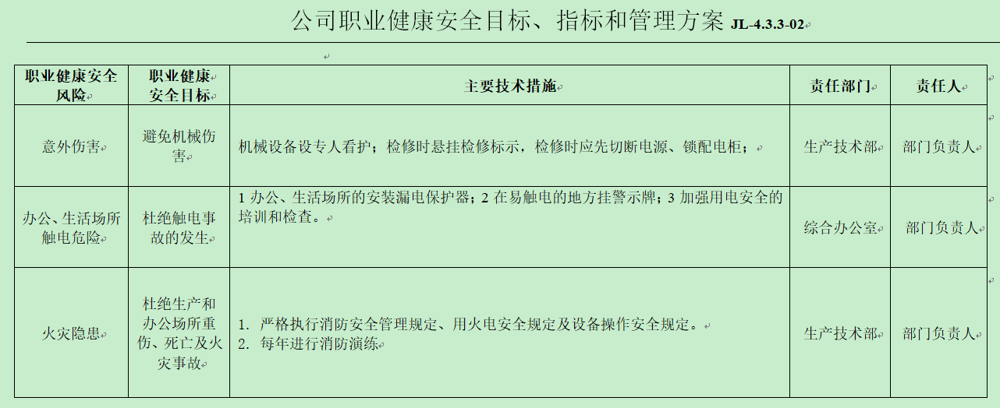 公司职业健康安全目标、指标和管理方案 JL-4.3.3-02
职业健康安全
风险
职业健康
安全目标
主要技术措施
责任部门
责任人
意外伤害
避免机械伤
害
机械设备设专人看护；检修时悬挂检修标示，检修时应先切断电源、锁配电柜；
生产技术部
部门负责人
办公、生活场所
触电危险
杜绝触电事
故的发生
1 办公、生活场所的安装漏电保护器；2 在易触电的地方挂警示牌；3 加强用电安全的
培训和检查。
综合办公室
部门负责人
火灾隐患
杜绝生产和
办公场所重
伤、死亡及火
灾事故
1．严格执行消防安全管理规定、用火电安全规定及设备操作安全规定。
2．每年进行消防演练
生产技术部
部门负责人